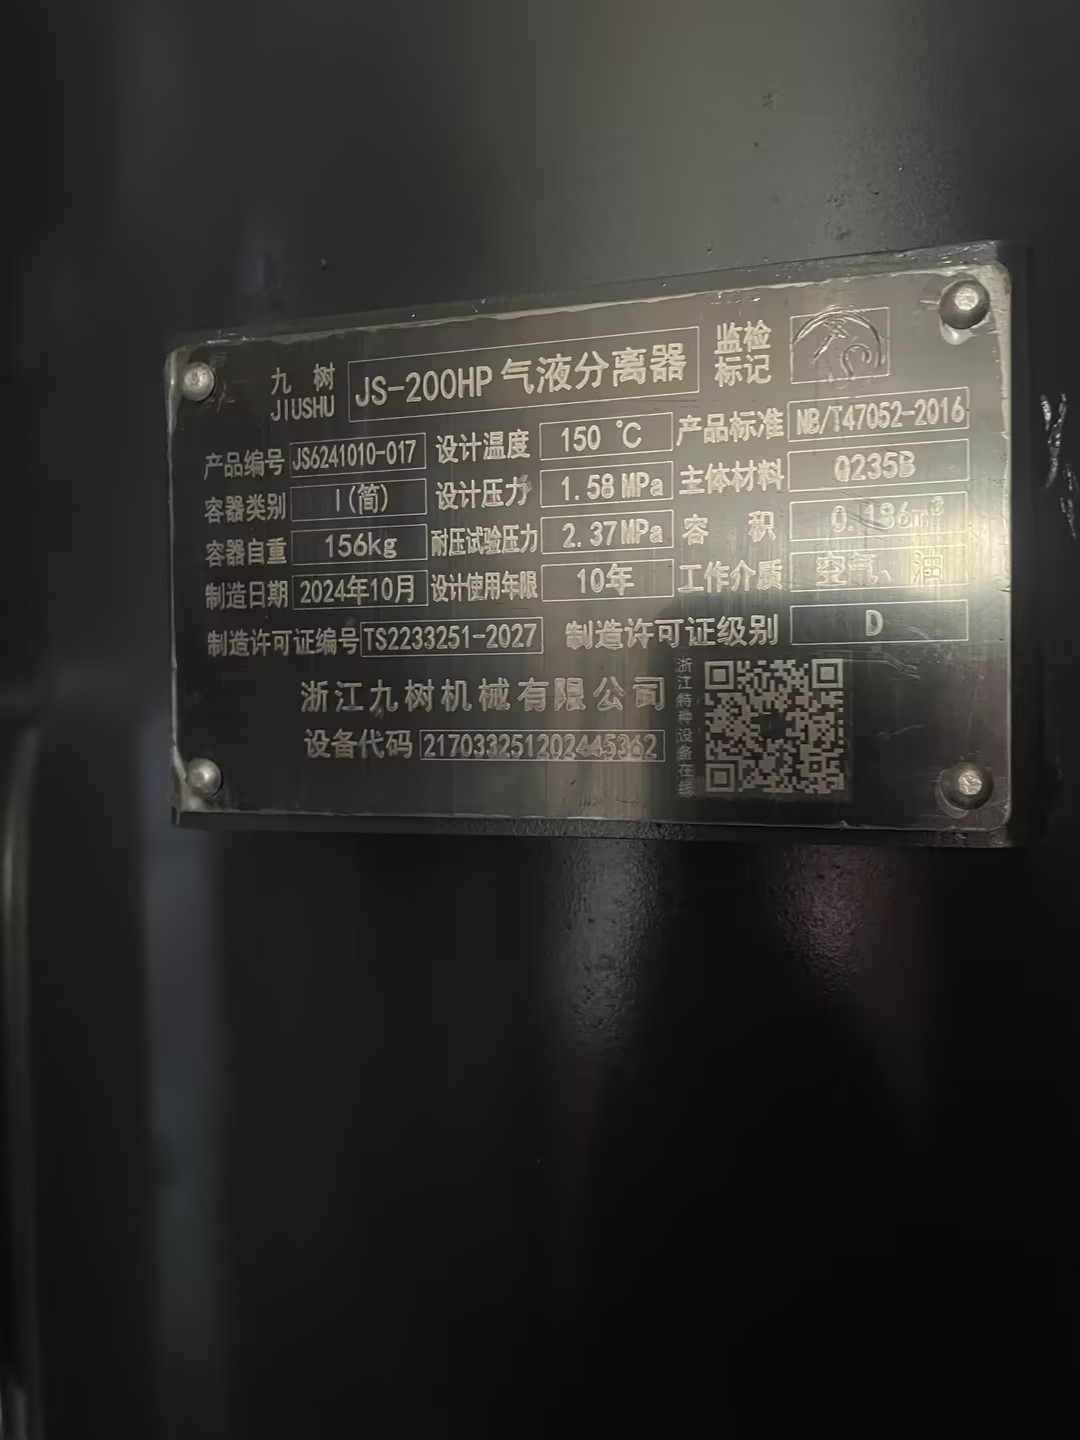 九树 JIUSHU JS-200HP 气液分离器 监检标记
产品编号 JS6241010-017 设计温度 150℃ 产品标准 NB/T47052-2016
容器类别 I(简) 设计压力 1.58MPa 主体材料 Q235B
容器自重 156kg 耐压试验压力 2.37MPa 容积 0.186m³
制造日期 2024年10月 设计使用年限 10年 工作介质 空气、油
制造许可证编号 TS2233251-2027 制造许可证级别 D
浙江九树机械有限公司
设备代码 217033251202445362
浙江特种设备在线